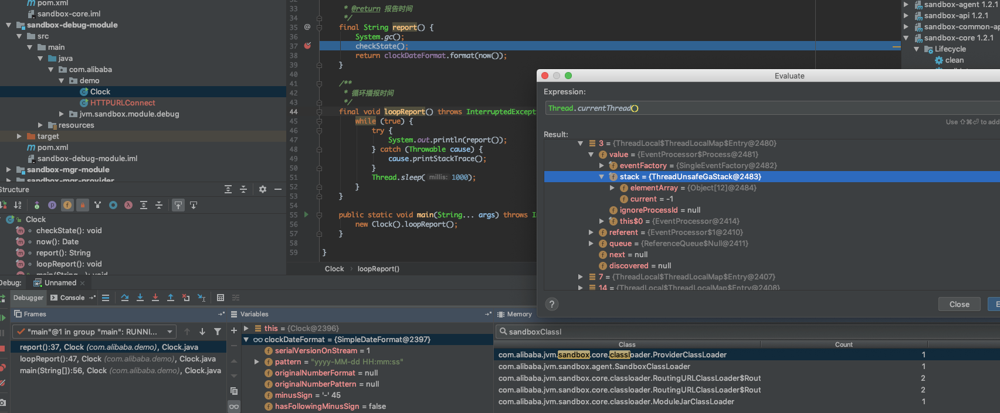 pom.xml
sandbox-core.iml
sandbox-debug-module
src
main
java
com.alibaba
demo
Clock
HTTPURLConnect
jvm.sandbox.module.debug
resources
target
pom.xml
sandbox-debug-module.iml
sandbox-mgr-module
sandbox-mgr-provider
Structure
Clock
checkState(): void
now(): Date
report(): String
loopReport(): void
main(String...): void
33 * @return 报告时间
34 */
35 @ final String report() {
36 System.gc();
37 checkState();
38 return clockDateFormat.format(now());
39 }
40
41 /**
42 * 循环播报时间
43 */
44 final void loopReport() throws InterruptedExcept
45 while (true) {
46 try {
47 System.out.println(report());
48 } catch (Throwable cause) {
49 cause.printStackTrace();
50 }
51 Thread.sleep( millis: 1000);
52 }
53 }
54
55 public static void main(String... args) throws I
56 new Clock().loopReport();
57 }
58
59 }
Clock › loopReport()
sandbox-agent 1.2.1
sandbox-api 1.2.1
sandbox-common-ap
sandbox-core 1.2.1
Lifecycle
clean
Evaluate
Expression:
Thread.currentThread()
Use ⇧⌘⏎ to add
Result:
3 = {ThreadLocal$ThreadLocalMap$Entry@2480}
value = {EventProcessor$Process@2481}
eventFactory = {SingleEventFactory@2482}
stack = {ThreadUnsafeGaStack@2483}
elementArray = {Object[12]@2484}
current = -1
ignoreProcessId = null
this$0 = {EventProcessor@2414}
referent = {EventProcessor$1@2410}
queue = {ReferenceQueue$Null@2411}
next = null
discovered = null
7 = {ThreadLocal$ThreadLocalMap$Entry@2407}
14 = {ThreadLocal$ThreadLocalMap$Entry@2408}
? Close E
Debug: Unnamed ×
Debugger Console
Frames
"main"@1 in group "main": RUNNI...
report():37, Clock (com.alibaba.demo), Clock.java
loopReport():47, Clock (com.alibaba.demo), Clock.java
main(String[]):56, Clock (com.alibaba.demo), Clock.java
Variables
this = {Clock@2396}
clockDateFormat = {SimpleDateFormat@2397}
serialVersionOnStream = 1
pattern = "yyyy-MM-dd HH:mm:ss"
originalNumberFormat = null
originalNumberPattern = null
minusSign = '-' 45
hasFollowingMinusSign = false
Memory
sandboxClassl
Class Count
com.alibaba.jvm.sandbox.core.classloader.ProviderClassLoader 1
com.alibaba.jvm.sandbox.agent.SandboxClassLoader 1
com.alibaba.jvm.sandbox.core.classloader.RoutingURLClassLoader$Rout 2
com.alibaba.jvm.sandbox.core.classloader.RoutingURLClassLoader$Rout 2
com.alibaba.jvm.sandbox.core.classloader.ModuleJarClassLoader 1